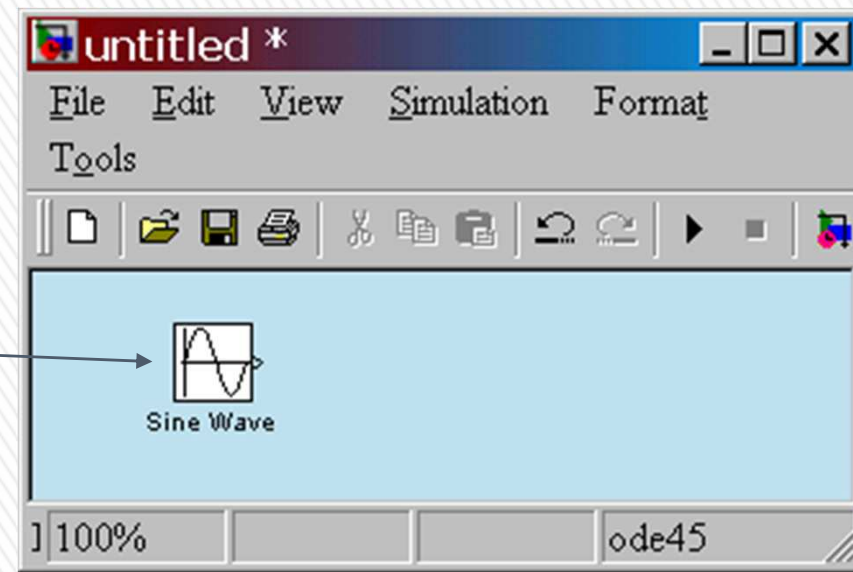 untitled *
File Edit View Simulation Format
Tools
Sine Wave
100%
ode45